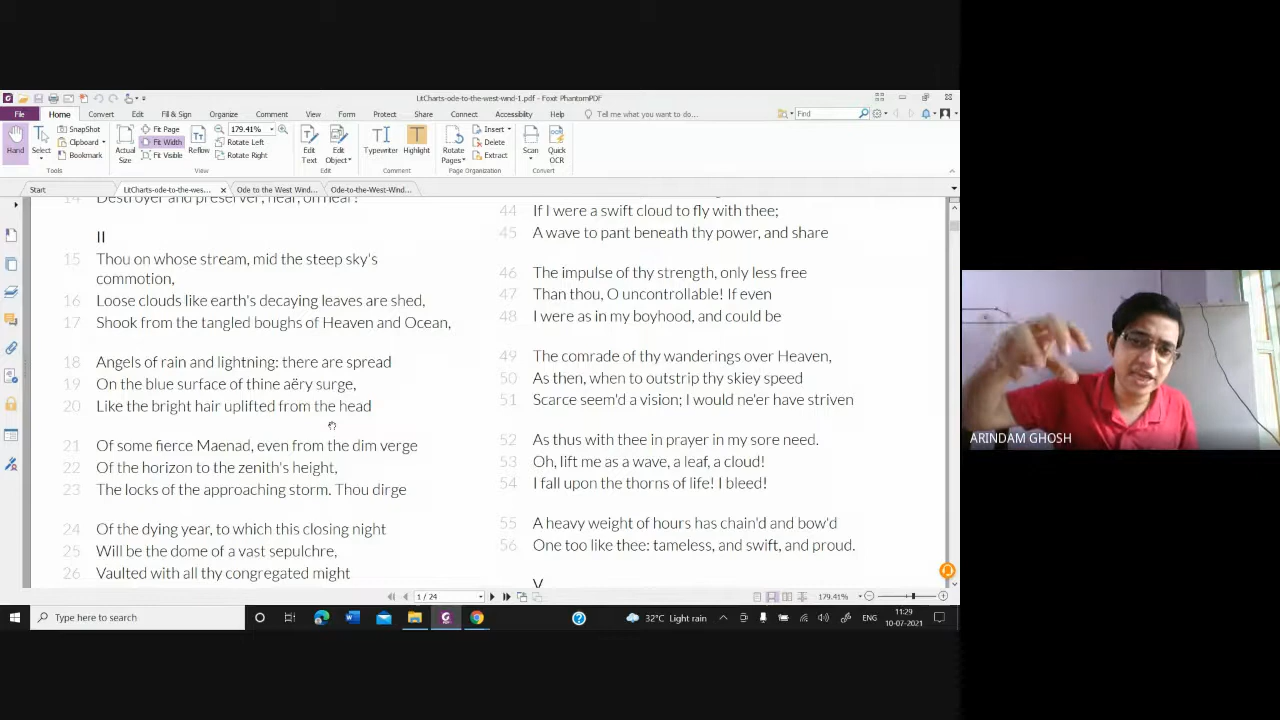 LitCharts-ode-to-the-west-wind-1.pdf - Foxit PhantomPDF
File Home Convert Edit Fill & Sign Organize Comment View Form Protect Share Connect Accessibility Help Tell me what you want to do... Find
Hand
Select
SnapShot
Clipboard
Bookmark
Tools
Actual Size
Fit Page
Fit Width
Fit Visible
Reflow
179.41%
Rotate Left
Rotate Right
View
Edit Text
Edit Object
Edit
Typewriter
Highlight
Comment
Rotate Pages
Insert
Delete
Extract
Page Organization
Scan
Quick OCR
Convert
Start
LitCharts-ode-to-the-wes...
Ode to the West Wind...
Ode-to-the-West-Wind...
14 Destroyer and preserver; hear, oh hear!
II
15 Thou on whose stream, mid the steep sky's
commotion,
16 Loose clouds like earth's decaying leaves are shed,
17 Shook from the tangled boughs of Heaven and Ocean,
18 Angels of rain and lightning: there are spread
19 On the blue surface of thine aëry surge,
20 Like the bright hair uplifted from the head
21 Of some fierce Maenad, even from the dim verge
22 Of the horizon to the zenith's height,
23 The locks of the approaching storm. Thou dirge
24 Of the dying year, to which this closing night
25 Will be the dome of a vast sepulchre,
26 Vaulted with all thy congregated might
44 If I were a swift cloud to fly with thee;
45 A wave to pant beneath thy power, and share
46 The impulse of thy strength, only less free
47 Than thou, O uncontrollable! If even
48 I were as in my boyhood, and could be
49 The comrade of thy wanderings over Heaven,
50 As then, when to outstrip thy skiey speed
51 Scarce seem'd a vision; I would ne'er have striven
52 As thus with thee in prayer in my sore need.
53 Oh, lift me as a wave, a leaf, a cloud!
54 I fall upon the thorns of life! I bleed!
55 A heavy weight of hours has chain'd and bow'd
56 One too like thee: tameless, and swift, and proud.
V
1 / 24
179.41%
Type here to search
32°C Light rain
ENG
11:29
10-07-2021
ARINDAM GHOSH